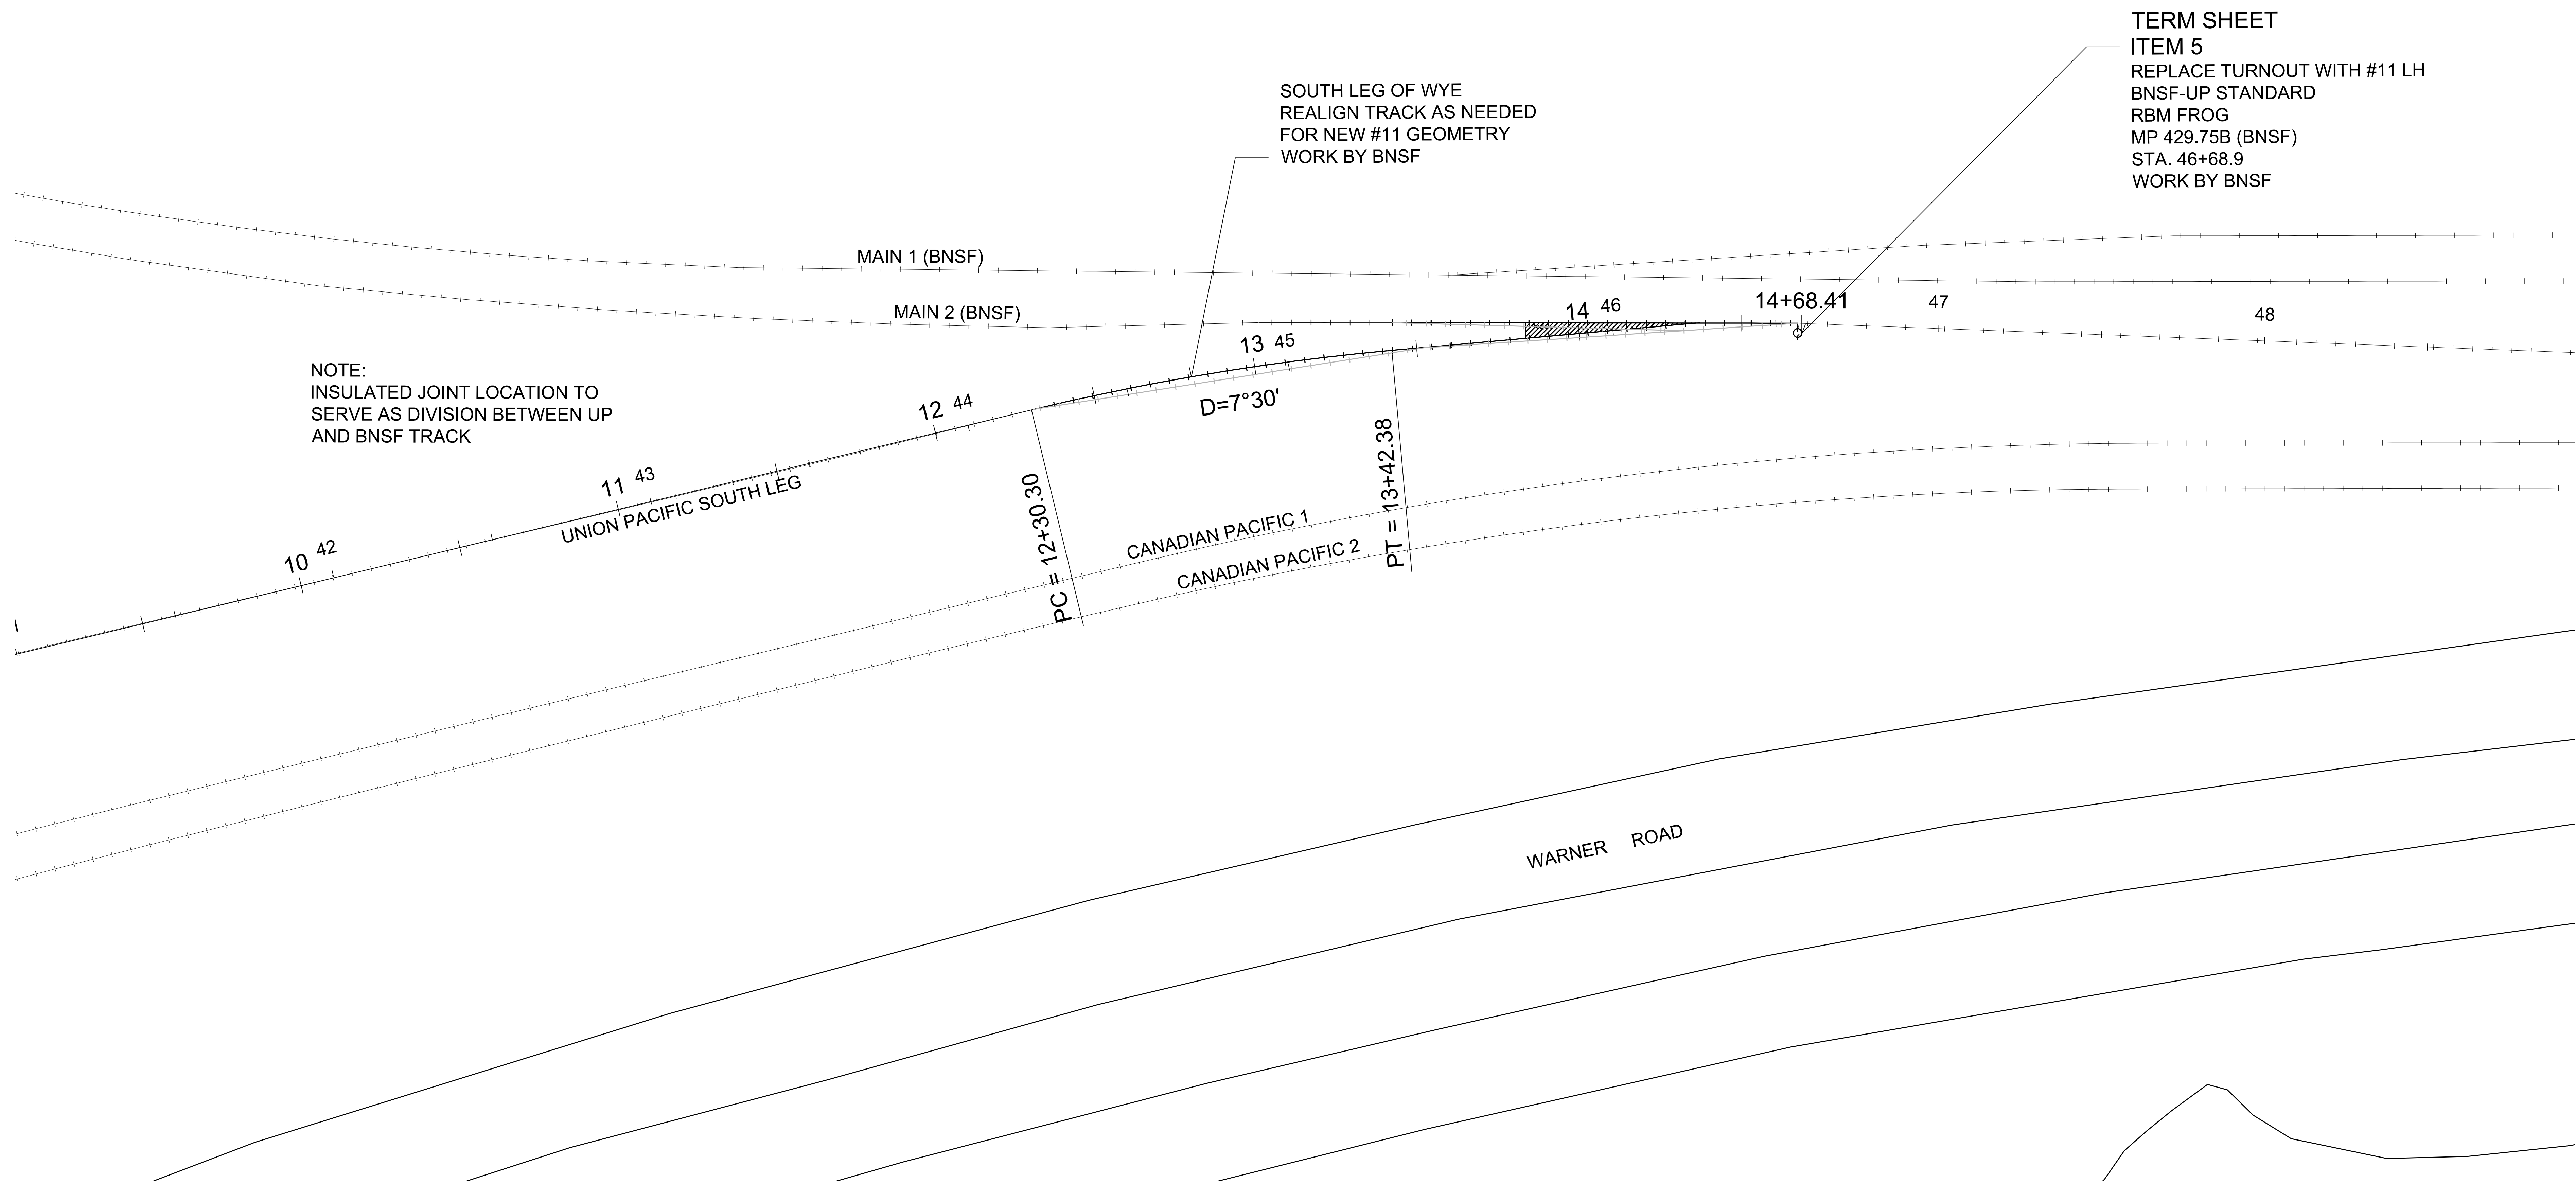 TERM SHEET
ITEM 5
REPLACE TURNOUT WITH #11 LH
BNSF-UP STANDARD
RBM FROG
MP 429.75B (BNSF)
STA. 46+68.9
WORK BY BNSF
SOUTH LEG OF WYE
REALIGN TRACK AS NEEDED
FOR NEW #11 GEOMETRY
WORK BY BNSF
MAIN 1 (BNSF)
MAIN 2 (BNSF)
14 46
14+68.41
47
48
13 45
NOTE:
INSULATED JOINT LOCATION TO
SERVE AS DIVISION BETWEEN UP
AND BNSF TRACK
12 44
D=7°30'
11 43
UNION PACIFIC SOUTH LEG
10 42
PC = 12+30.30
PT = 13+42.38
CANADIAN PACIFIC 1
CANADIAN PACIFIC 2
WARNER ROAD